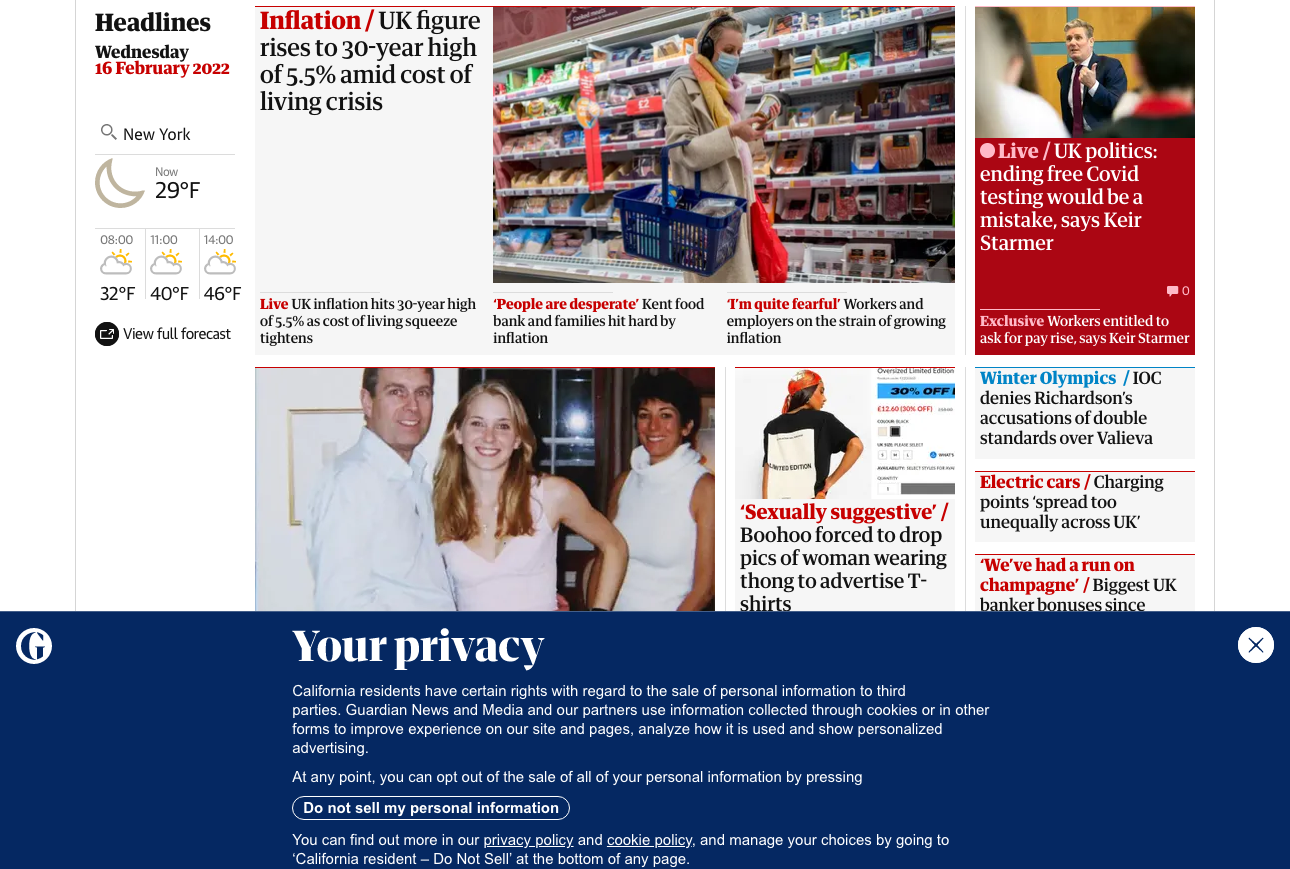 Headlines
Wednesday
16 February 2022
New York
Now
29°F
08:00
32°F
11:00
40°F
14:00
46°F
View full forecast
Inflation / UK figure
rises to 30-year high
of 5.5% amid cost of
living crisis
£2
Live UK inflation hits 30-year high
of 5.5% as cost of living squeeze
tightens
‘People are desperate’ Kent food
bank and families hit hard by
inflation
‘I’m quite fearful’ Workers and
employers on the strain of growing
inflation
Live / UK politics:
ending free Covid
testing would be a
mistake, says Keir
Starmer
0
Exclusive Workers entitled to
ask for pay rise, says Keir Starmer
Oversized Limited Edition
30% OFF
£12.60 (30% OFF)
COLOUR: BLACK
UK SIZE: PLEASE SELECT
S M L
WHAT'S
AVAILABILITY: SELECT STYLES FOR
QUANTITY
1
LIMITED EDITION
‘Sexually suggestive’ /
Boohoo forced to drop
pics of woman wearing
thong to advertise T-
shirts
Winter Olympics / IOC
denies Richardson’s
accusations of double
standards over Valieva
Electric cars / Charging
points ‘spread too
unequally across UK’
‘We’ve had a run on
champagne’ / Biggest UK
banker bonuses since
G
Your privacy
California residents have certain rights with regard to the sale of personal information to third
parties. Guardian News and Media and our partners use information collected through cookies or in other
forms to improve experience on our site and pages, analyze how it is used and show personalized
advertising.
At any point, you can opt out of the sale of all of your personal information by pressing
Do not sell my personal information
You can find out more in our privacy policy and cookie policy, and manage your choices by going to
‘California resident – Do Not Sell’ at the bottom of any page.